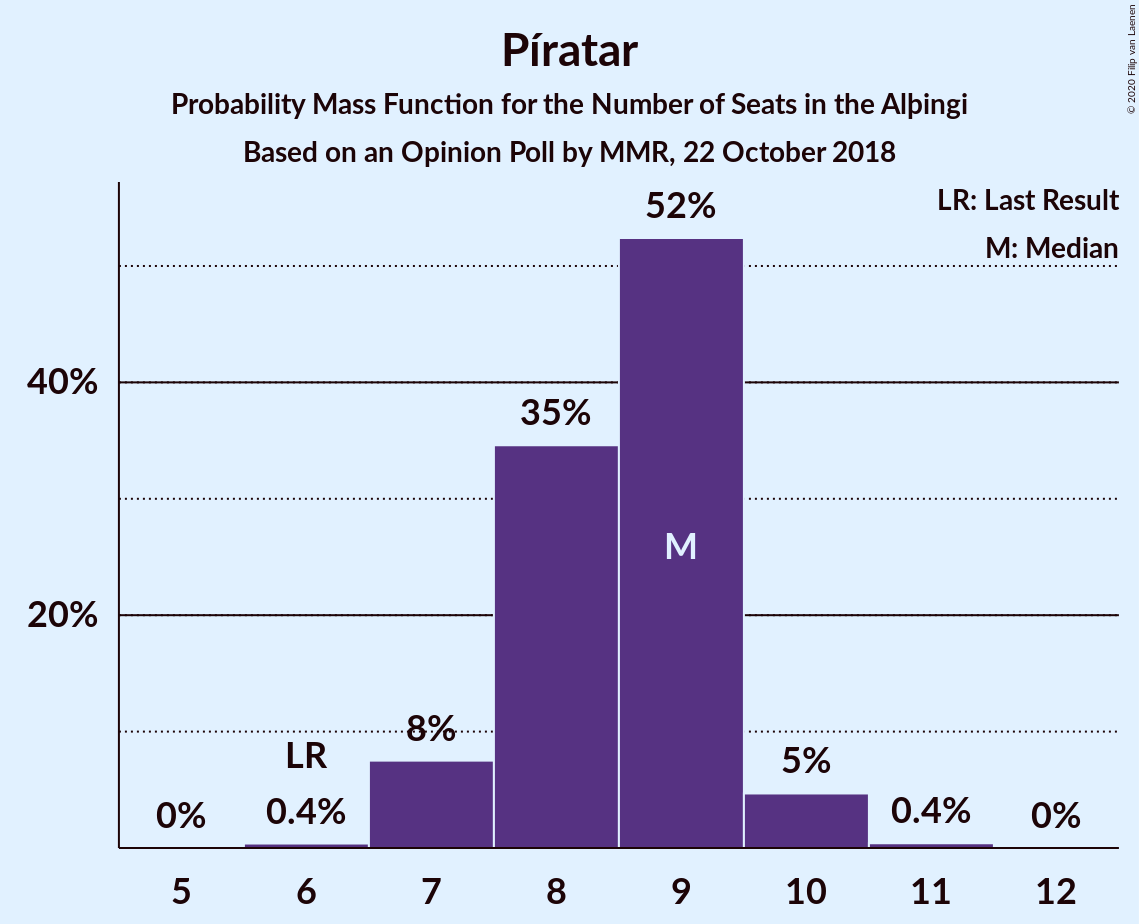 Píratar
Probability Mass Function for the Number of Seats in the Alþingi
Based on an Opinion Poll by MMR, 22 October 2018
© 2020 Filip van Laenen
LR: Last Result
M: Median
52%
40%
35%
M
20%
8%
LR
5%
0%
0.4%
0.4%
0%
5 6 7 8 9 10 11 12